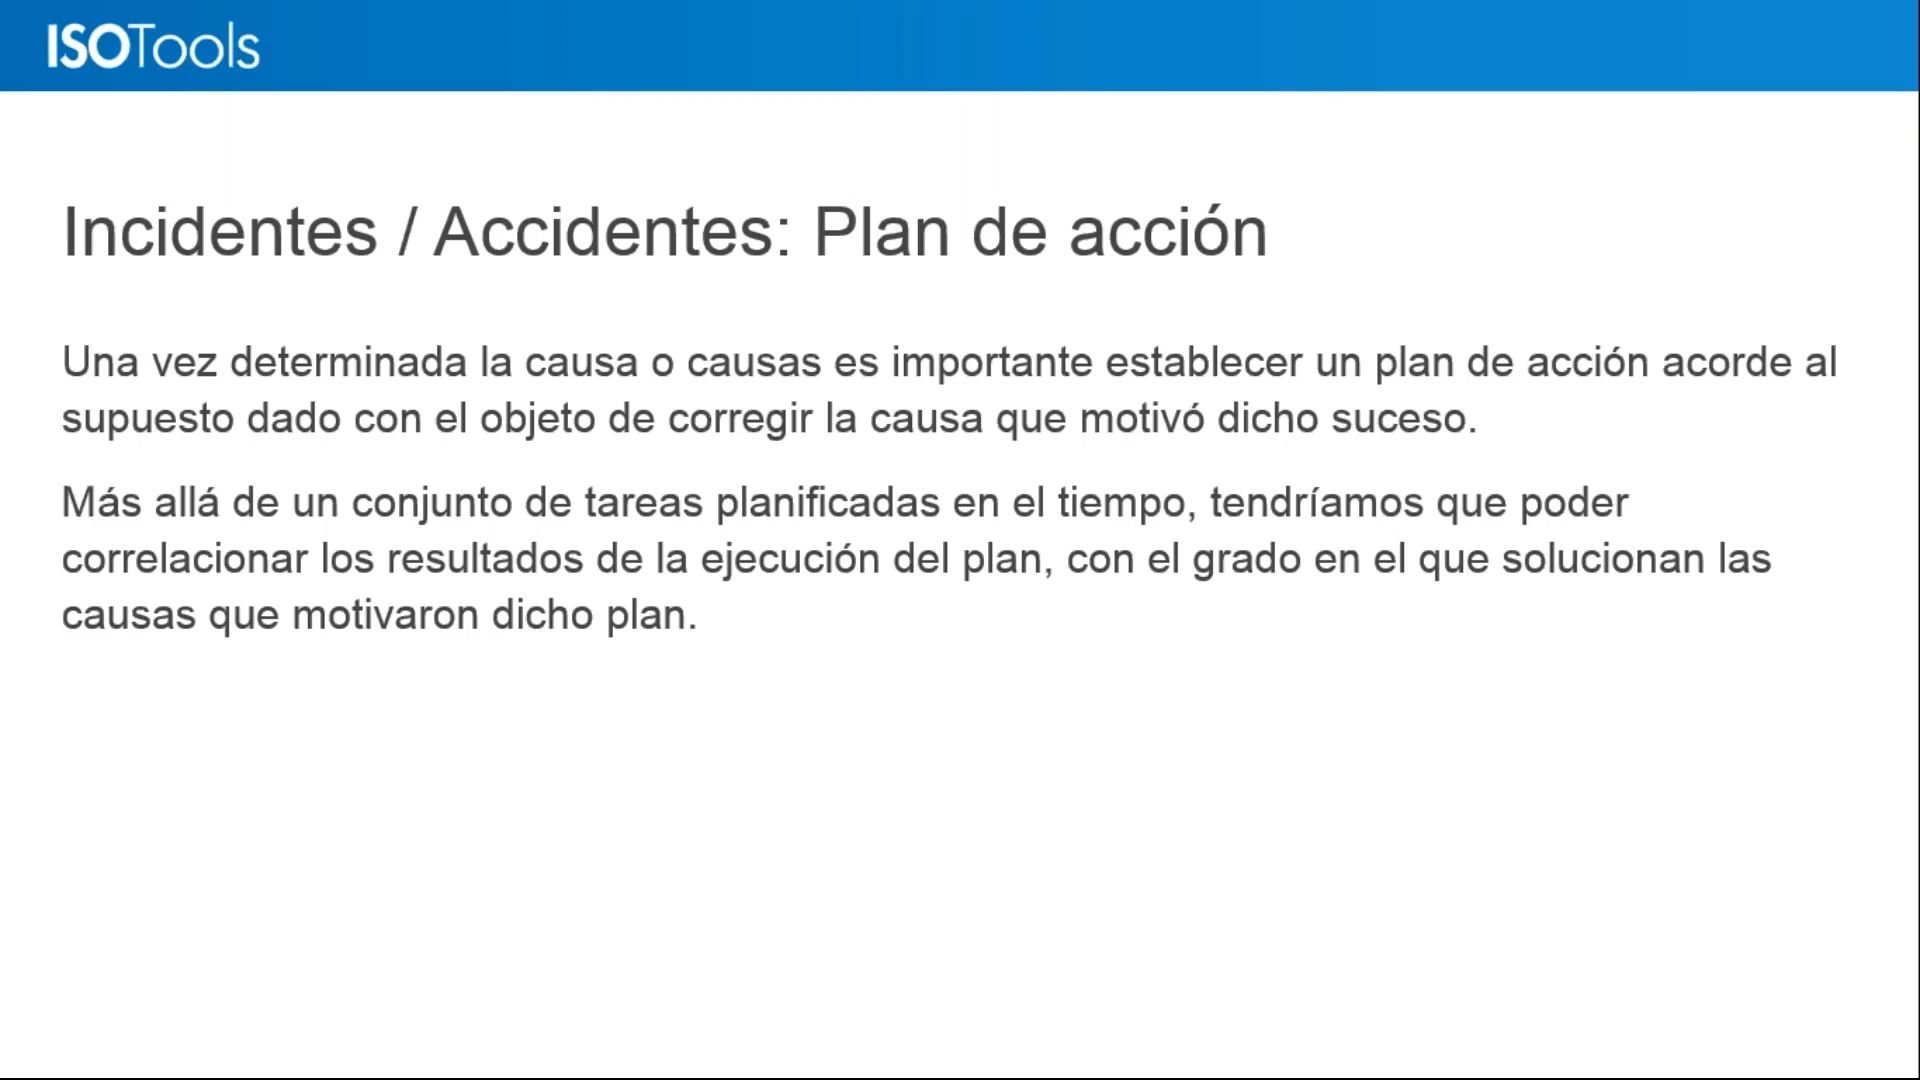 ISOTools
Incidentes / Accidentes: Plan de acción
Una vez determinada la causa o causas es importante establecer un plan de acción acorde al
supuesto dado con el objeto de corregir la causa que motivó dicho suceso.
Más allá de un conjunto de tareas planificadas en el tiempo, tendríamos que poder
correlacionar los resultados de la ejecución del plan, con el grado en el que solucionan las
causas que motivaron dicho plan.